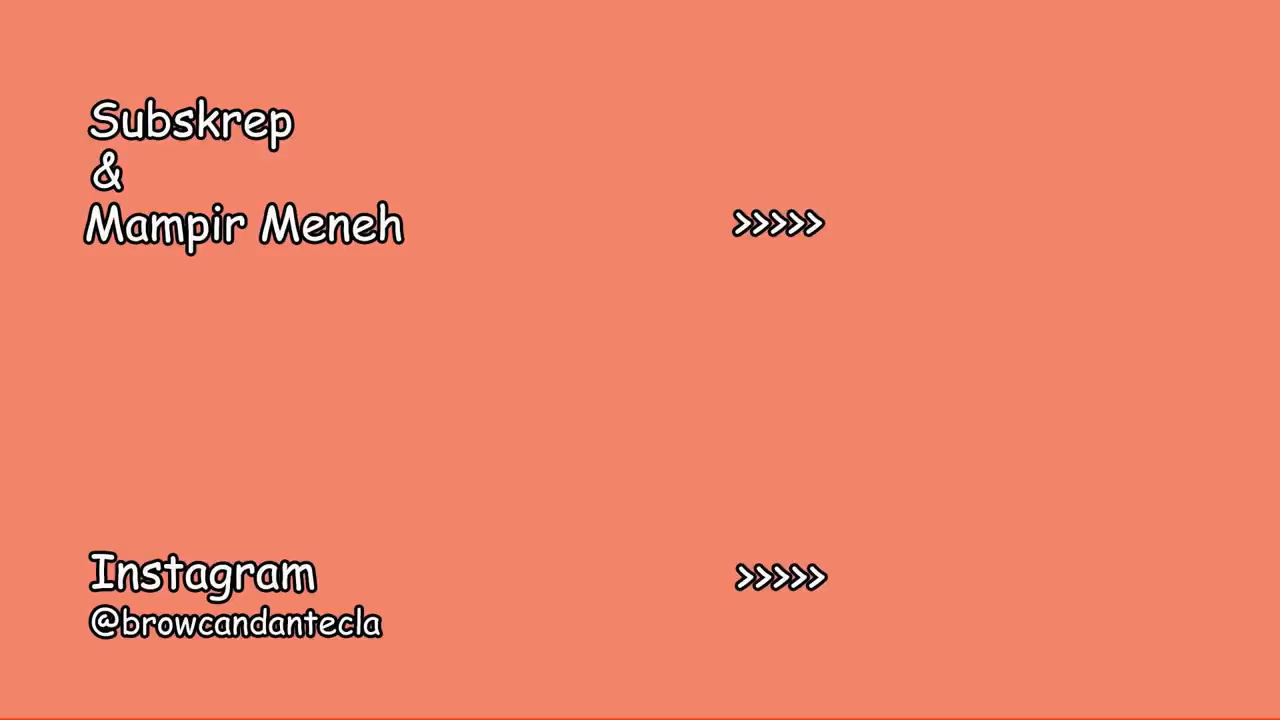 Subskrep
&
Mampir Meneh
>>>>>
Instagram
>>>>>
@browcandantecla